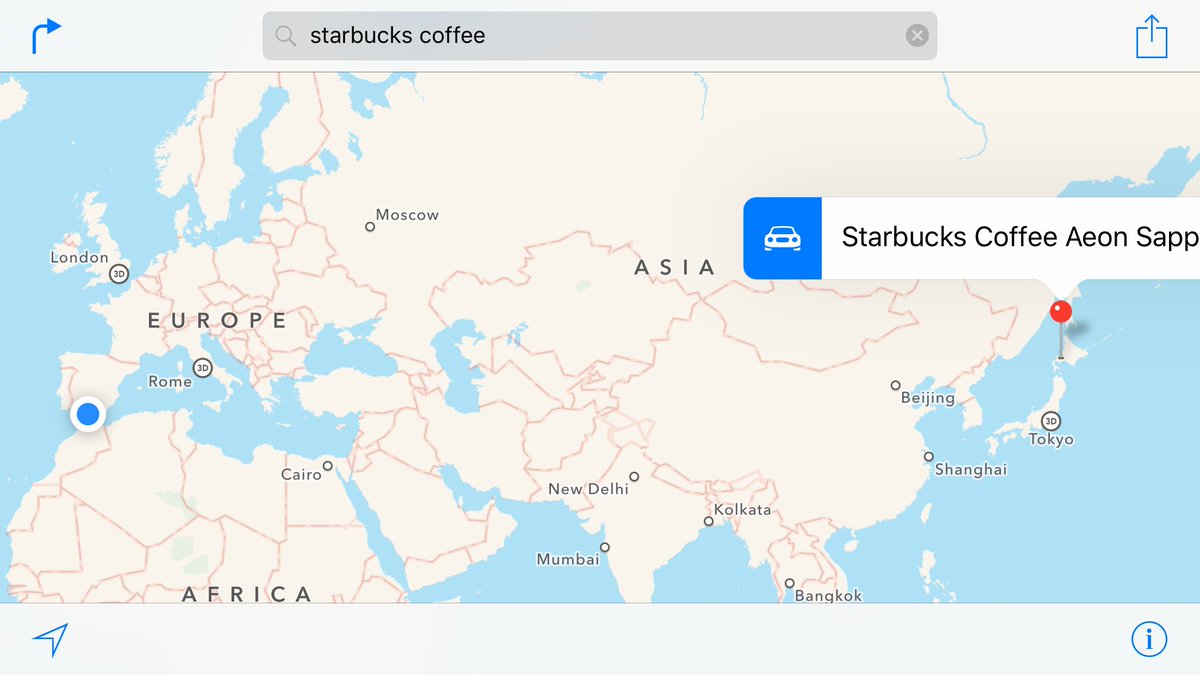 starbucks coffee
Moscow
Starbucks Coffee Aeon Sapp
London
3D
ASIA
EUROPE
3D
Rome
Beijing
3D
Tokyo
Cairo
Shanghai
New Delhi
Kolkata
Mumbai
AFRICA
Bangkok